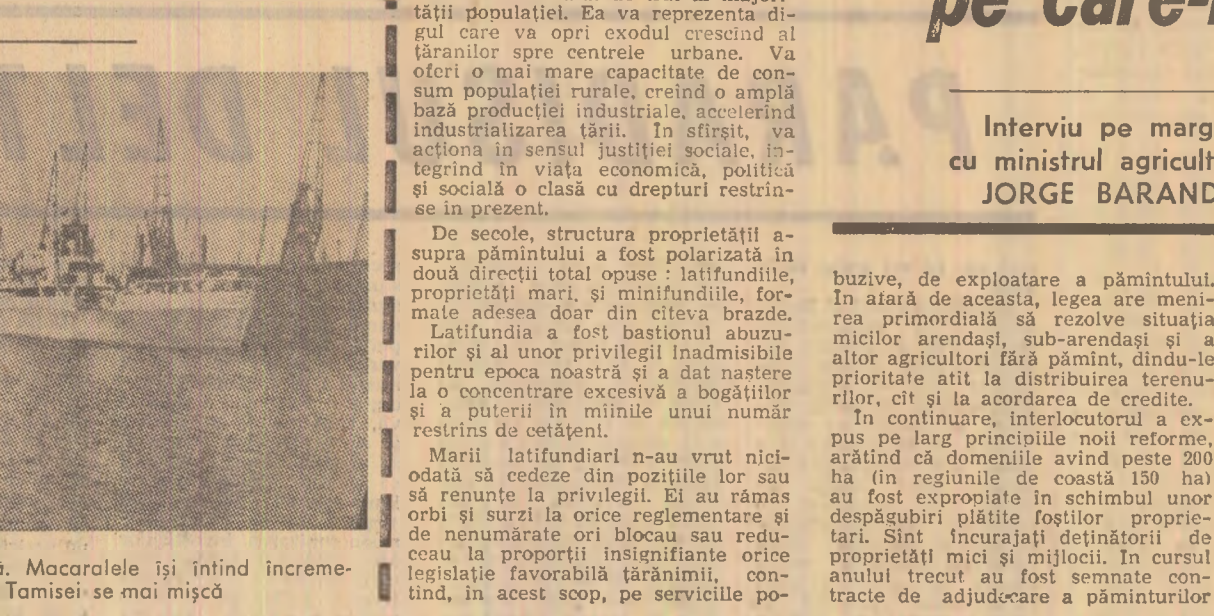 tății populației. Ea va reprezenta di-
gul care va opri exodul crescînd al
țăranilor spre centrele urbane. Va
oferi o mai mare capacitate de con-
sum populației rurale, creînd o amplă
bază producției industriale, accelerînd
industrializarea țării. În sfîrșit, va
acționa în sensul justiției sociale, in-
tegrînd în viața economică, politică
și socială o clasă cu drepturi restrîn-
se în prezent.
De secole, structura proprietății a-
supra pămîntului a fost polarizată în
două direcții total opuse : latifundiile,
proprietăți mari, și minifundiile, for-
mate adesea doar din cîteva brazde.
Latifundia a fost bastionul abuzu-
rilor și al unor privilegii inadmisibile
pentru epoca noastră și a dat naștere
la o concentrare excesivă a bogățiilor
și a puterii în mîinile unui număr
restrîns de cetățeni.
Marii latifundiari n-au vrut nici-
odată să cedeze din pozițiile lor sau
să renunțe la privilegii. Ei au rămas
orbi și surzi la orice reglementare și
de nenumărate ori blocau sau redu-
ceau la proporții insignifiante orice
legislație favorabilă țărănimii, con-
tind, în acest scop, pe serviciile po-
pe care-
Interviu pe marg
cu ministrul agricult
JORGE BARAND
buzive, de exploatare a pămîntului.
În afară de aceasta, legea are meni-
rea primordială să rezolve situația
micilor arendași, sub-arendași și a
altor agricultori fără pămînt, dîndu-le
prioritate atît la distribuirea terenu-
rilor, cît și la acordarea de credite.
În continuare, interlocutorul a ex-
pus pe larg principiile noii reforme,
arătînd că domeniile avînd peste 200
ha (în regiunile de coastă 150 ha)
au fost expropiate în schimbul unor
despăgubiri plătite foștilor proprie-
tari. Sînt încurajați deținătorii de
proprietăți mici și mijlocii. În cursul
anului trecut au fost semnate con-
tracte de adjudecare a pămînturilor
ă. Macaralele își întind încreme-
Tamisei se mai mișcă